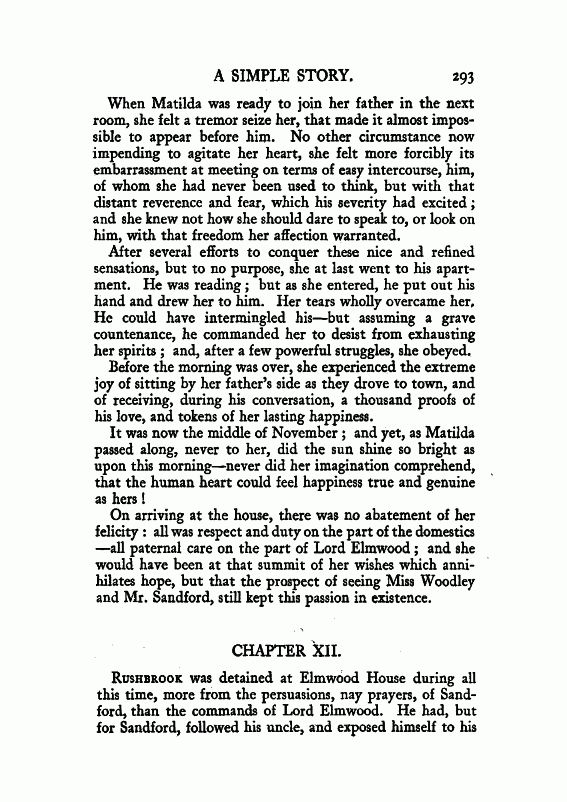 A SIMPLE STORY. 293
When Matilda was ready to join her father in the next
room, she felt a tremor seize her, that made it almost impos-
sible to appear before him. No other circumstance now
impending to agitate her heart, she felt more forcibly its
embarrassment at meeting on terms of easy intercourse, him,
of whom she had never been used to think, but with that
distant reverence and fear, which his severity had excited ;
and she knew not how she should dare to speak to, or look on
him, with that freedom her affection warranted.
After several efforts to conquer these nice and refined
sensations, but to no purpose, she at last went to his apart-
ment. He was reading ; but as she entered, he put out his
hand and drew her to him. Her tears wholly overcame her.
He could have intermingled his—but assuming a grave
countenance, he commanded her to desist from exhausting
her spirits ; and, after a few powerful struggles, she obeyed.
Before the morning was over, she experienced the extreme
joy of sitting by her father's side as they drove to town, and
of receiving, during his conversation, a thousand proofs of
his love, and tokens of her lasting happiness.
It was now the middle of November ; and yet, as Matilda
passed along, never to her, did the sun shine so bright as
upon this morning—never did her imagination comprehend,
that the human heart could feel happiness true and genuine
as hers !
On arriving at the house, there was no abatement of her
felicity : all was respect and duty on the part of the domestics
—all paternal care on the part of Lord Elmwood ; and she
would have been at that summit of her wishes which anni-
hilates hope, but that the prospect of seeing Miss Woodley
and Mr. Sandford, still kept this passion in existence.
CHAPTER XII.
RUSHBROOK was detained at Elmwood House during all
this time, more from the persuasions, nay prayers, of Sand-
ford, than the commands of Lord Elmwood. He had, but
for Sandford, followed his uncle, and exposed himself to his